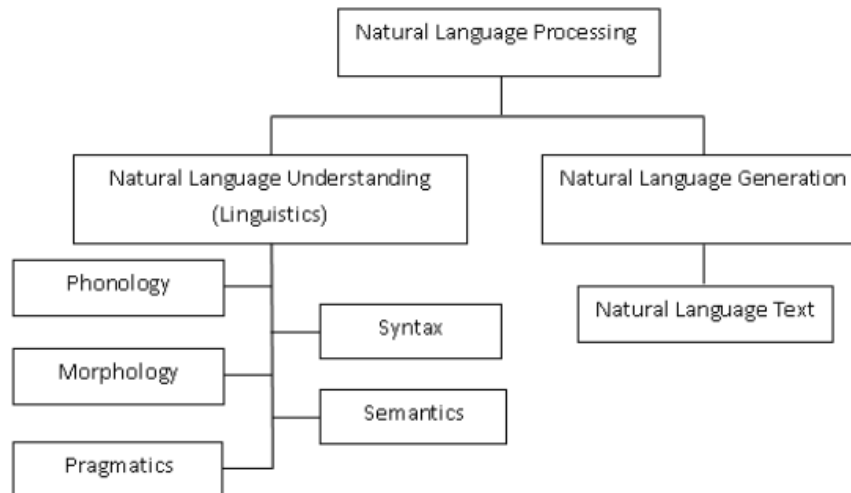 Natural Language Processing
Natural Language Understanding
(Linguistics)
Natural Language Generation
Phonology
Natural Language Text
Syntax
Morphology
Semantics
Pragmatics